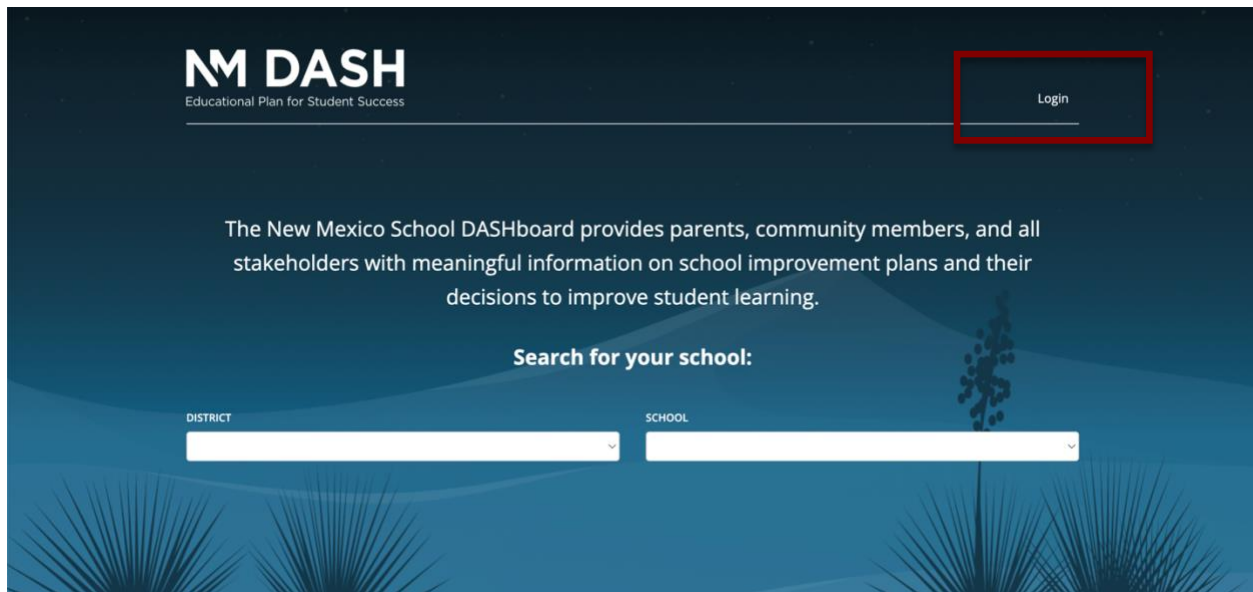 NM DASH
Educational Plan for Student Success
Login
The New Mexico School DASHboard provides parents, community members, and all
stakeholders with meaningful information on school improvement plans and their
decisions to improve student learning.
Search for your school:
DISTRICT
SCHOOL